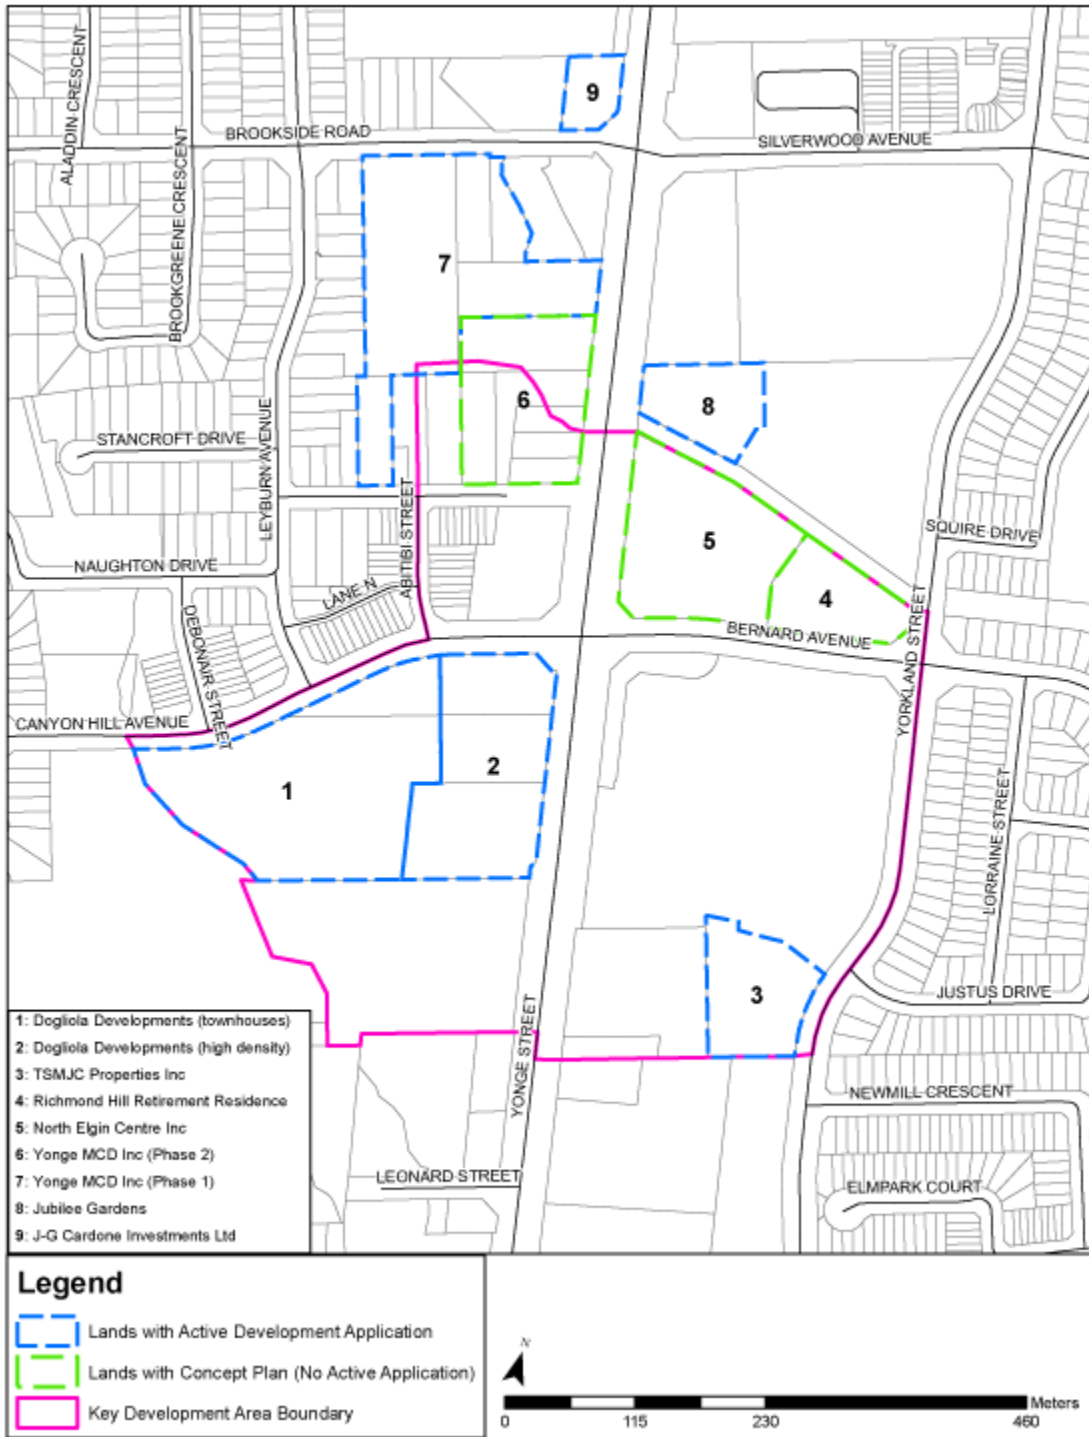 ALADDIN CRESCENT
BROOKGREENE CRESCENT
BROOKSIDE ROAD
9
SILVERWOOD AVENUE
7
6
8
STANCROFT DRIVE
LEYBURN AVENUE
ABITIBI STREET
5
SQUIRE DRIVE
NAUGHTON DRIVE
LANE N
4
DEBONAIR STREET
BERNARD AVENUE
YORKLAND STREET
CANYON HILL AVENUE
1
2
LORRAINE STREET
3
JUSTUS DRIVE
YONGE STREET
NEWMILL CRESCENT
LEONARD STREET
ELMPARK COURT
1: Dogliola Developments (townhouses)
2: Dogliola Developments (high density)
3: TSMJC Properties Inc
4: Richmond Hill Retirement Residence
5: North Elgin Centre Inc
6: Yonge MCD Inc (Phase 2)
7: Yonge MCD Inc (Phase 1)
8: Jubilee Gardens
9: J-G Cardone Investments Ltd
Legend
Lands with Active Development Application
Lands with Concept Plan (No Active Application)
Key Development Area Boundary
N
Meters
0 115 230 460